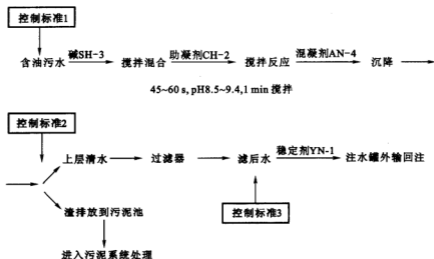 控制标准1
碱SH-3 助凝剂CH-2 混凝剂AN-4
含油污水 搅拌混合 搅拌反应 沉降
45~60 s, pH8.5~9.4,1 min 搅拌
控制标准2
上层清水 过滤器 滤后水 稳定剂YN-1 注水罐外输回注
渣排放到污泥池 控制标准3
进入污泥系统处理